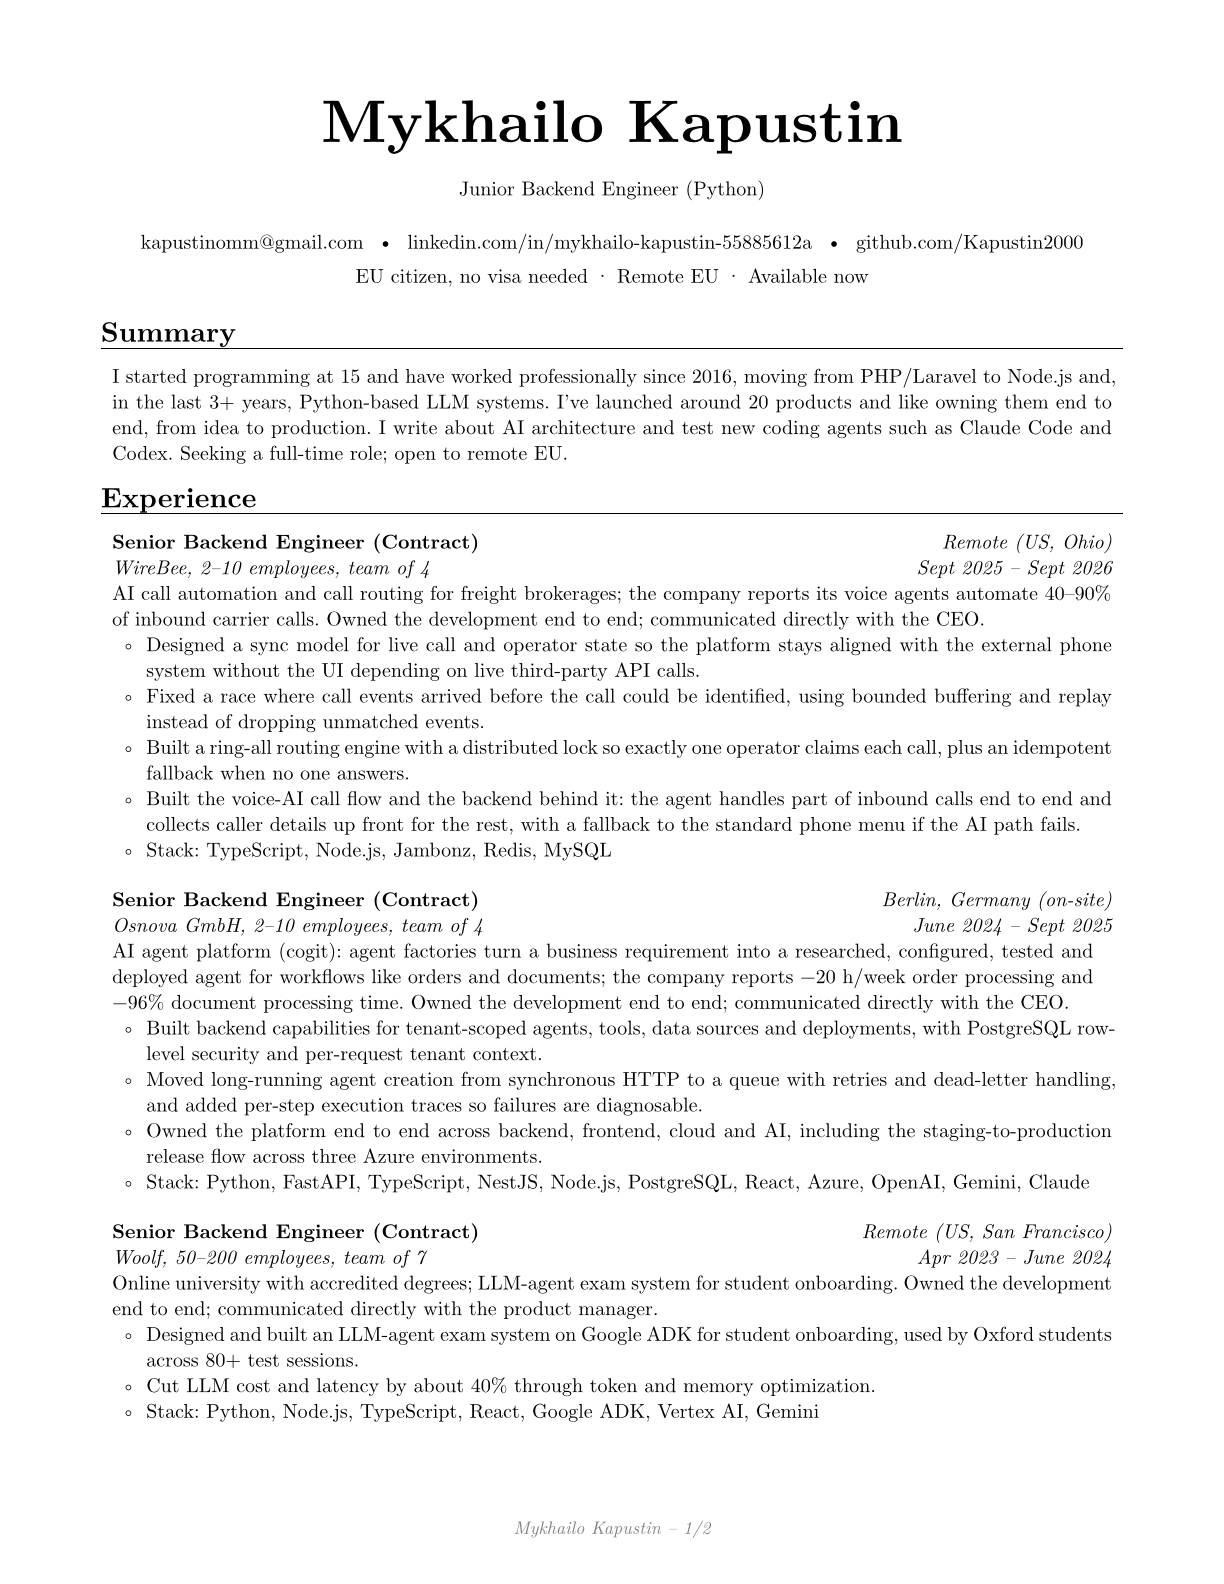 Mykhailo Kapustin
Junior Backend Engineer (Python)
kapustinomm@gmail.com • linkedin.com/in/mykhailo-kapustin-55885612a • github.com/Kapustin2000
EU citizen, no visa needed · Remote EU · Available now
Summary
I started programming at 15 and have worked professionally since 2016, moving from PHP/Laravel to Node.js and,
in the last 3+ years, Python-based LLM systems. I've launched around 20 products and like owning them end to
end, from idea to production. I write about AI architecture and test new coding agents such as Claude Code and
Codex. Seeking a full-time role; open to remote EU.
Experience
Senior Backend Engineer (Contract) Remote (US, Ohio)
WireBee, 2–10 employees, team of 4 Sept 2025 – Sept 2026
AI call automation and call routing for freight brokerages; the company reports its voice agents automate 40–90%
of inbound carrier calls. Owned the development end to end; communicated directly with the CEO.
◦ Designed a sync model for live call and operator state so the platform stays aligned with the external phone
system without the UI depending on live third-party API calls.
◦ Fixed a race where call events arrived before the call could be identified, using bounded buffering and replay
instead of dropping unmatched events.
◦ Built a ring-all routing engine with a distributed lock so exactly one operator claims each call, plus an idempotent
fallback when no one answers.
◦ Built the voice-AI call flow and the backend behind it: the agent handles part of inbound calls end to end and
collects caller details up front for the rest, with a fallback to the standard phone menu if the AI path fails.
◦ Stack: TypeScript, Node.js, Jambonz, Redis, MySQL
Senior Backend Engineer (Contract) Berlin, Germany (on-site)
Osnova GmbH, 2–10 employees, team of 4 June 2024 – Sept 2025
AI agent platform (cogit): agent factories turn a business requirement into a researched, configured, tested and
deployed agent for workflows like orders and documents; the company reports −20 h/week order processing and
−96% document processing time. Owned the development end to end; communicated directly with the CEO.
◦ Built backend capabilities for tenant-scoped agents, tools, data sources and deployments, with PostgreSQL row-
level security and per-request tenant context.
◦ Moved long-running agent creation from synchronous HTTP to a queue with retries and dead-letter handling,
and added per-step execution traces so failures are diagnosable.
◦ Owned the platform end to end across backend, frontend, cloud and AI, including the staging-to-production
release flow across three Azure environments.
◦ Stack: Python, FastAPI, TypeScript, NestJS, Node.js, PostgreSQL, React, Azure, OpenAI, Gemini, Claude
Senior Backend Engineer (Contract) Remote (US, San Francisco)
Woolf, 50–200 employees, team of 7 Apr 2023 – June 2024
Online university with accredited degrees; LLM-agent exam system for student onboarding. Owned the development
end to end; communicated directly with the product manager.
◦ Designed and built an LLM-agent exam system on Google ADK for student onboarding, used by Oxford students
across 80+ test sessions.
◦ Cut LLM cost and latency by about 40% through token and memory optimization.
◦ Stack: Python, Node.js, TypeScript, React, Google ADK, Vertex AI, Gemini
Mykhailo Kapustin – 1/2